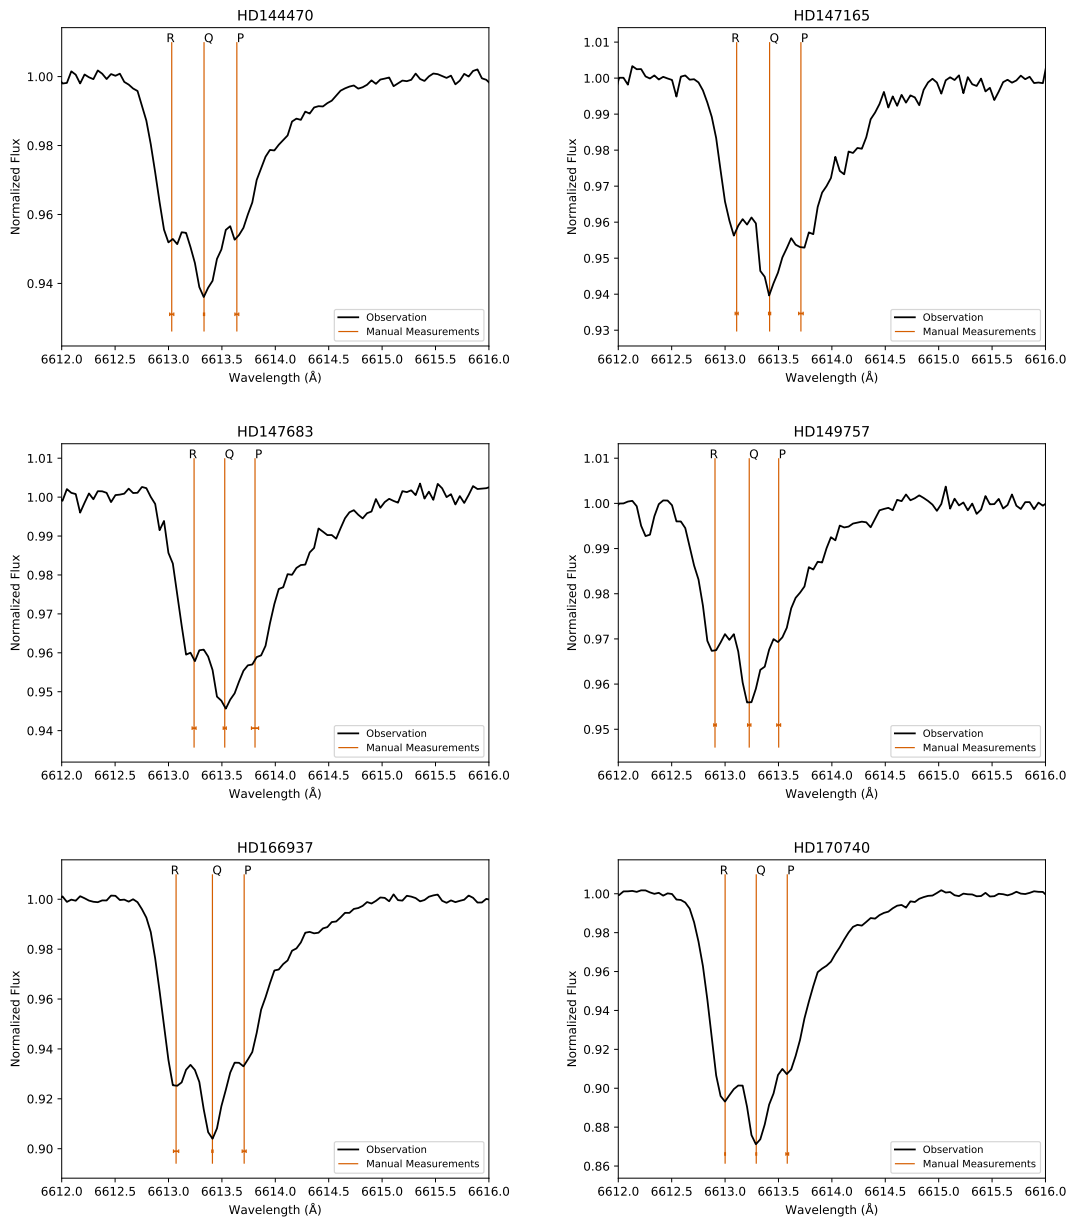 HD144470
R Q P
1.00
0.98
0.96
0.94
Normalized Flux
Observation
Manual Measurements
6612.0 6612.5 6613.0 6613.5 6614.0 6614.5 6615.0 6615.5 6616.0
Wavelength (Å)
HD147165
R Q P
1.01
1.00
0.99
0.98
0.97
0.96
0.95
0.94
0.93
Normalized Flux
Observation
Manual Measurements
6612.0 6612.5 6613.0 6613.5 6614.0 6614.5 6615.0 6615.5 6616.0
Wavelength (Å)
HD147683
R Q P
1.01
1.00
0.99
0.98
0.97
0.96
0.95
0.94
Normalized Flux
Observation
Manual Measurements
6612.0 6612.5 6613.0 6613.5 6614.0 6614.5 6615.0 6615.5 6616.0
Wavelength (Å)
HD149757
R Q P
1.01
1.00
0.99
0.98
0.97
0.96
0.95
Normalized Flux
Observation
Manual Measurements
6612.0 6612.5 6613.0 6613.5 6614.0 6614.5 6615.0 6615.5 6616.0
Wavelength (Å)
HD166937
R Q P
1.00
0.98
0.96
0.94
0.92
0.90
Normalized Flux
Observation
Manual Measurements
6612.0 6612.5 6613.0 6613.5 6614.0 6614.5 6615.0 6615.5 6616.0
Wavelength (Å)
HD170740
R Q P
1.00
0.98
0.96
0.94
0.92
0.90
0.88
0.86
Normalized Flux
Observation
Manual Measurements
6612.0 6612.5 6613.0 6613.5 6614.0 6614.5 6615.0 6615.5 6616.0
Wavelength (Å)